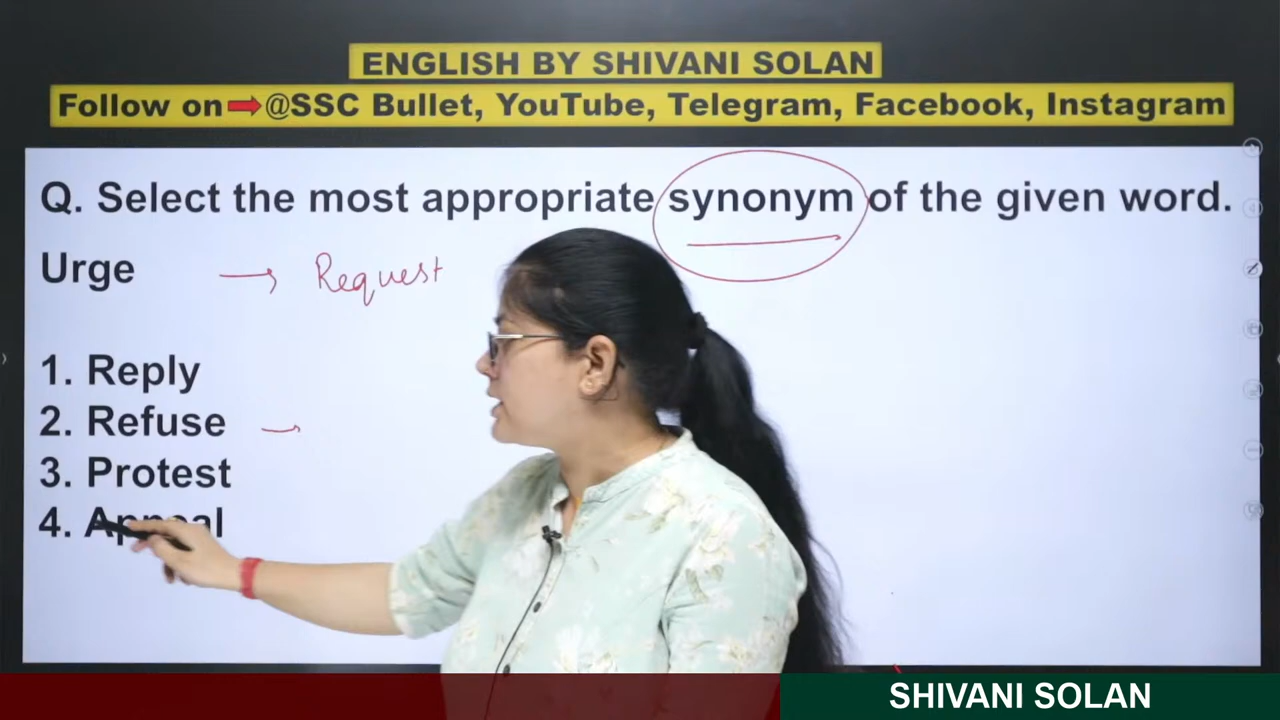 ENGLISH BY SHIVANI SOLAN
Follow on➡@SSC Bullet, YouTube, Telegram, Facebook, Instagram
Q. Select the most appropriate synonym of the given word.
Urge → Request
1. Reply
2. Refuse →
3. Protest
4. Appeal
SHIVANI SOLAN